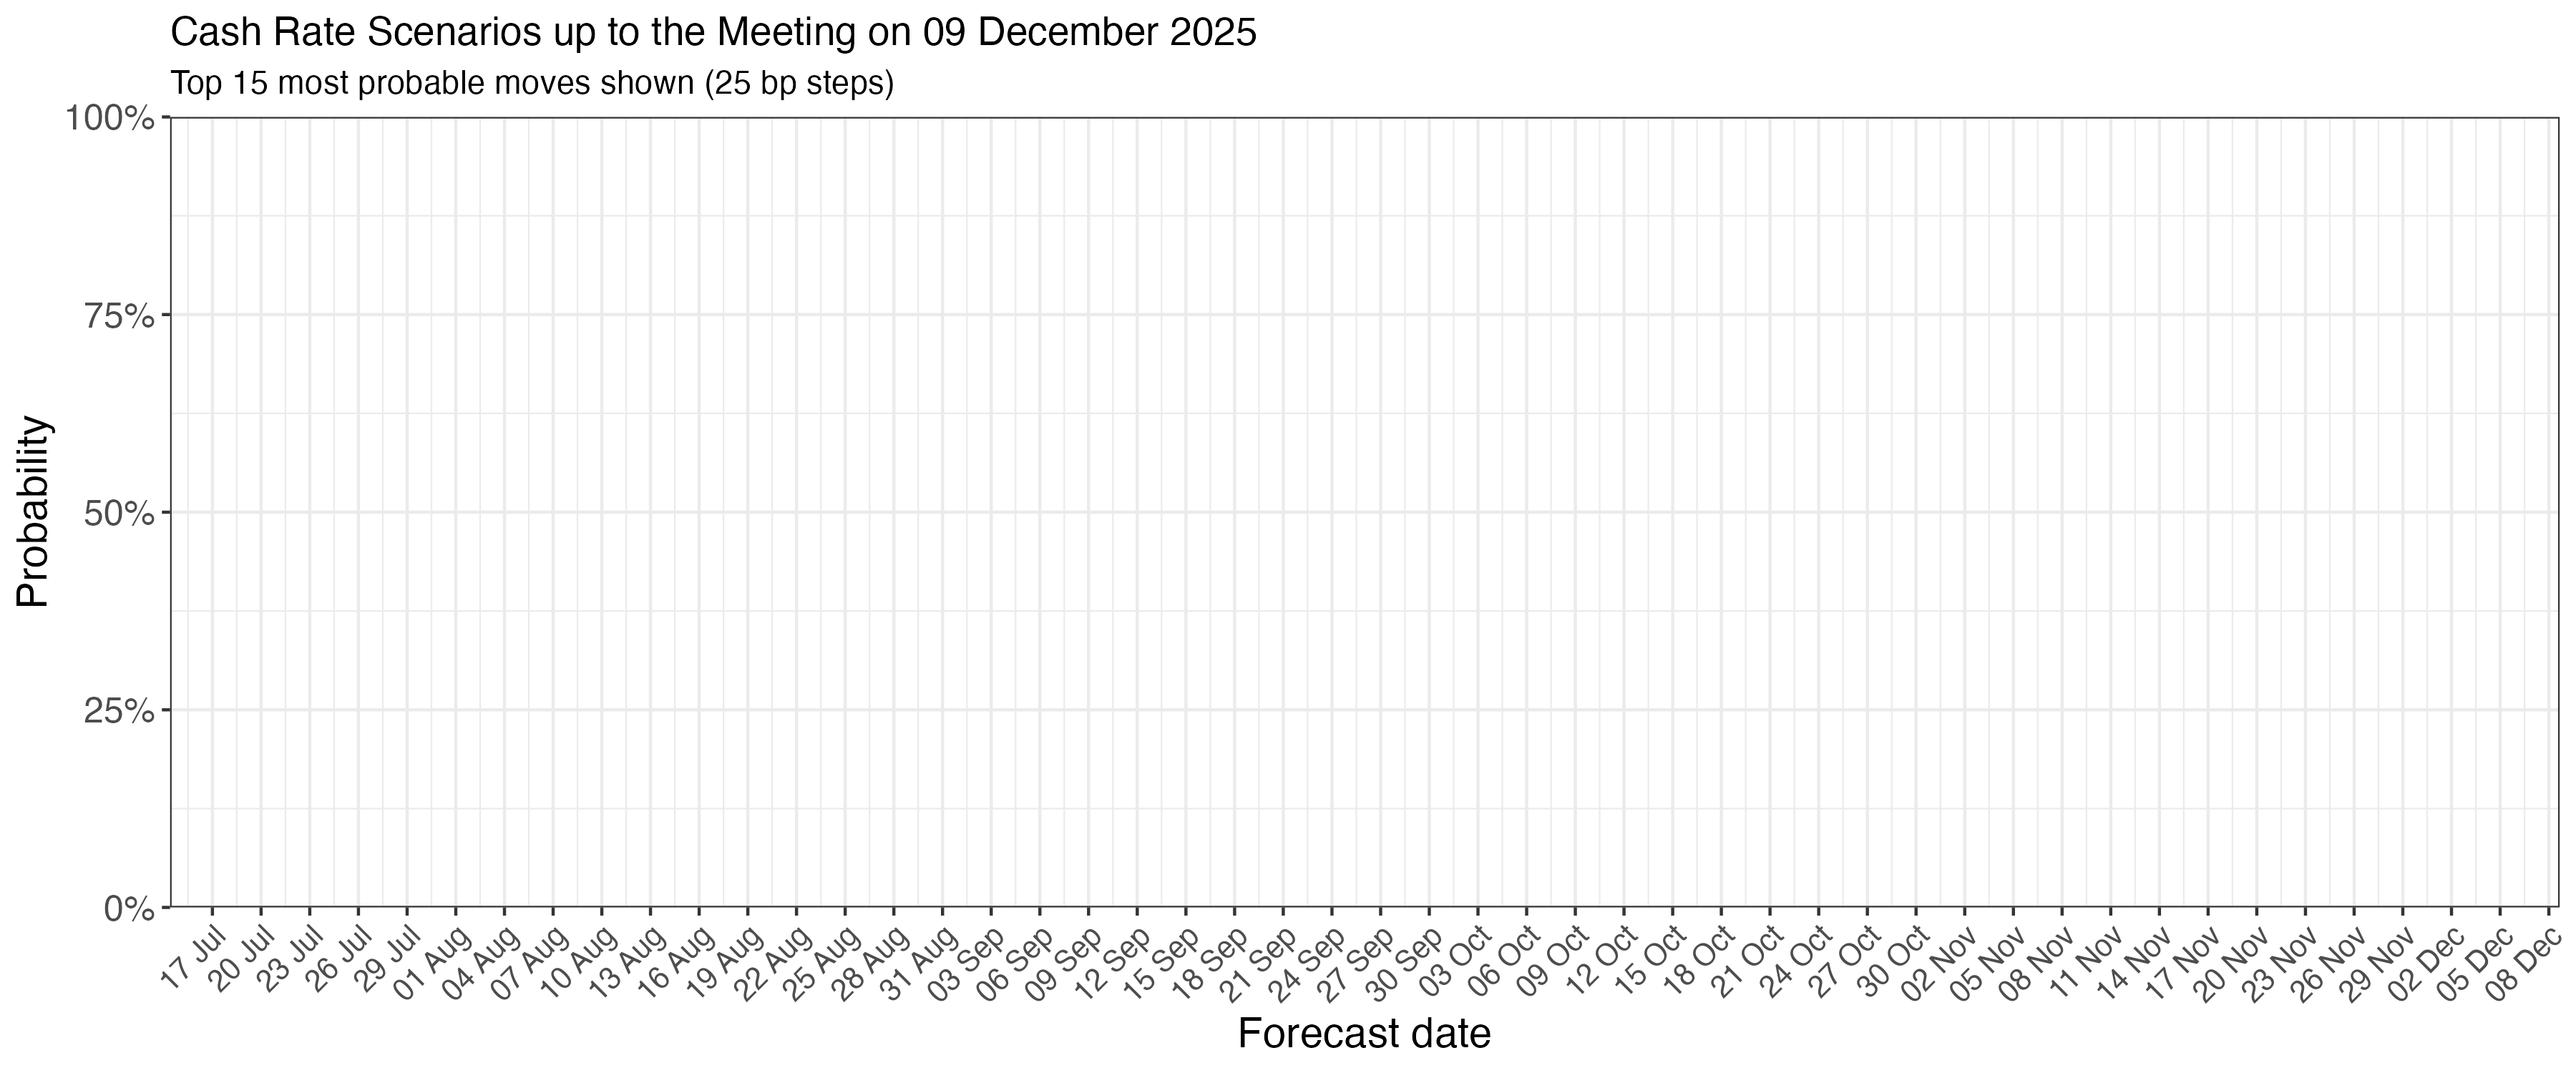 Cash Rate Scenarios up to the Meeting on 09 December 2025
Top 15 most probable moves shown (25 bp steps)
100%
75%
50%
25%
0%
Probability
17 Jul
20 Jul
23 Jul
26 Jul
29 Jul
01 Aug
04 Aug
07 Aug
10 Aug
13 Aug
16 Aug
19 Aug
22 Aug
25 Aug
28 Aug
31 Aug
03 Sep
06 Sep
09 Sep
12 Sep
15 Sep
18 Sep
21 Sep
24 Sep
27 Sep
30 Sep
03 Oct
06 Oct
09 Oct
12 Oct
15 Oct
18 Oct
21 Oct
24 Oct
27 Oct
30 Oct
02 Nov
05 Nov
08 Nov
11 Nov
14 Nov
17 Nov
20 Nov
23 Nov
26 Nov
29 Nov
02 Dec
05 Dec
08 Dec
Forecast date